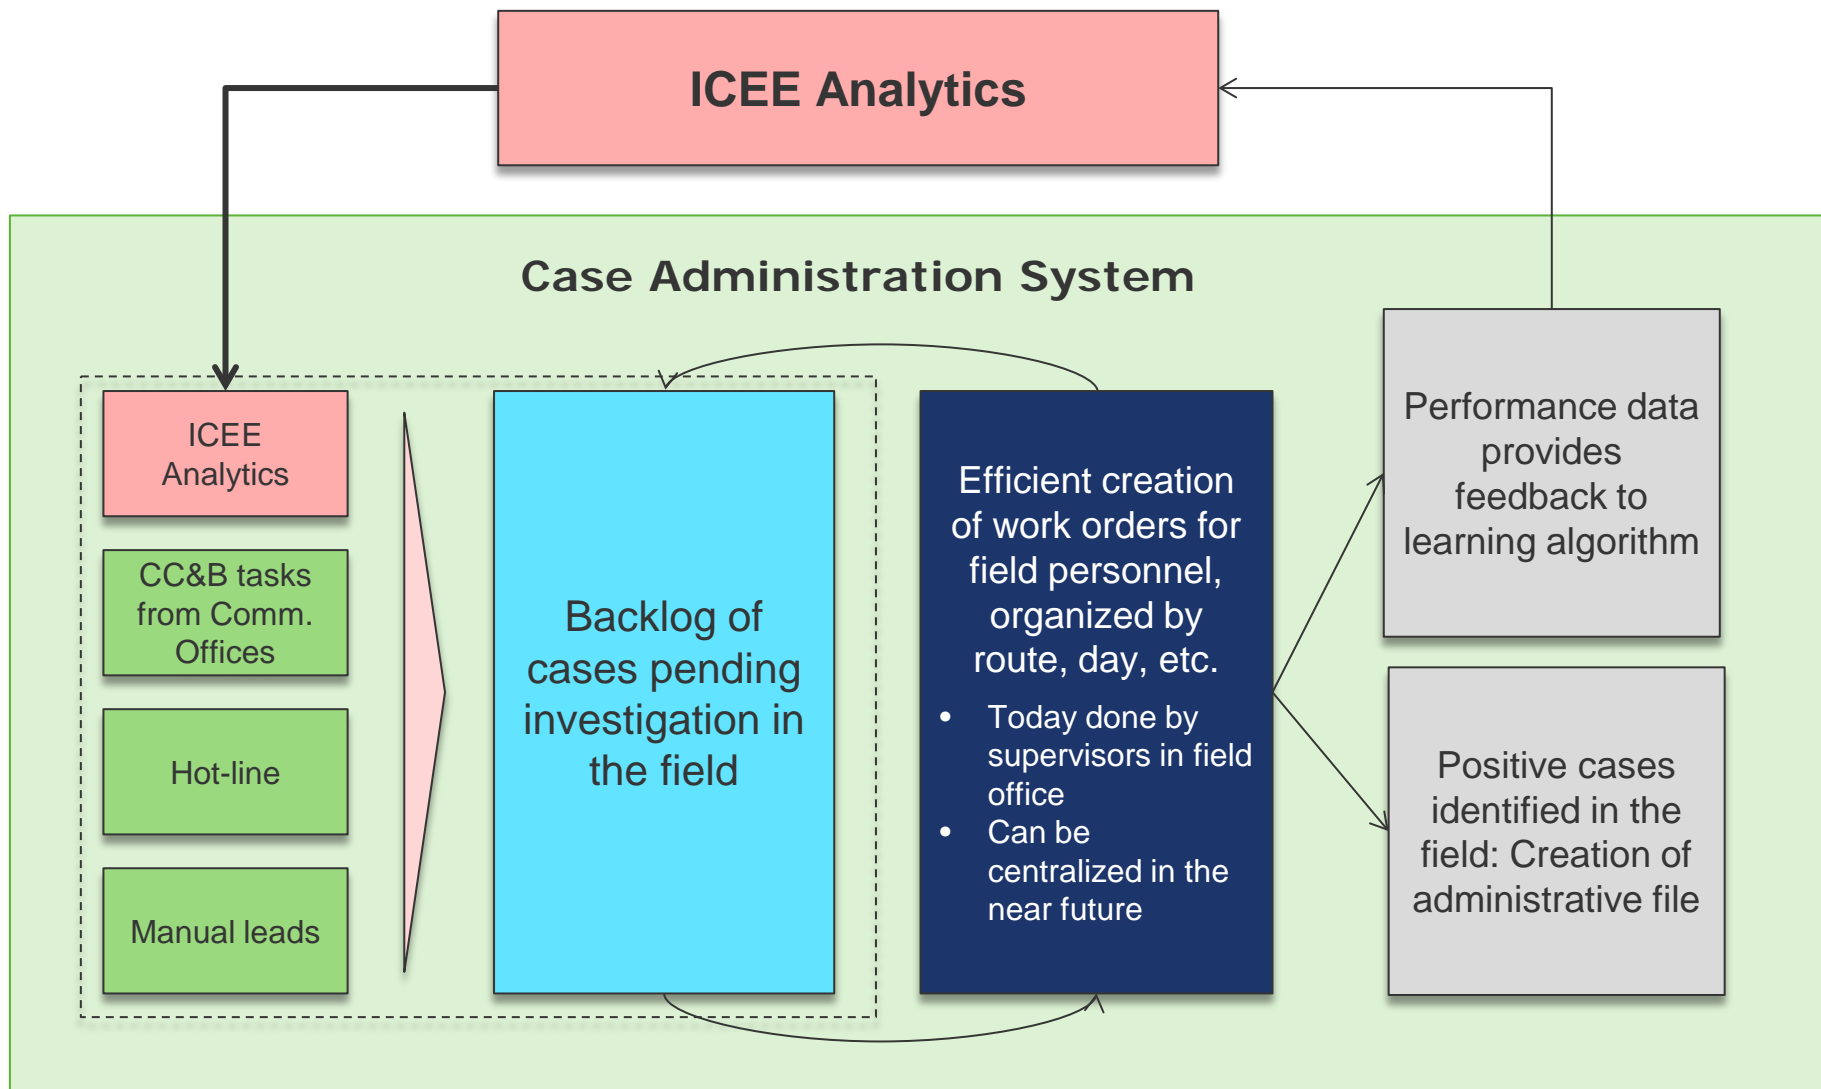 ICEE Analytics
Case Administration System
ICEE
Analytics
CC&B tasks
from Comm.
Offices
Hot-line
Manual leads
Backlog of
cases pending
investigation in
the field
Efficient creation
of work orders for
field personnel,
organized by
route, day, etc.
• Today done by
supervisors in field
office
• Can be
centralized in the
near future
Performance data
provides
feedback to
learning algorithm
Positive cases
identified in the
field: Creation of
administrative file